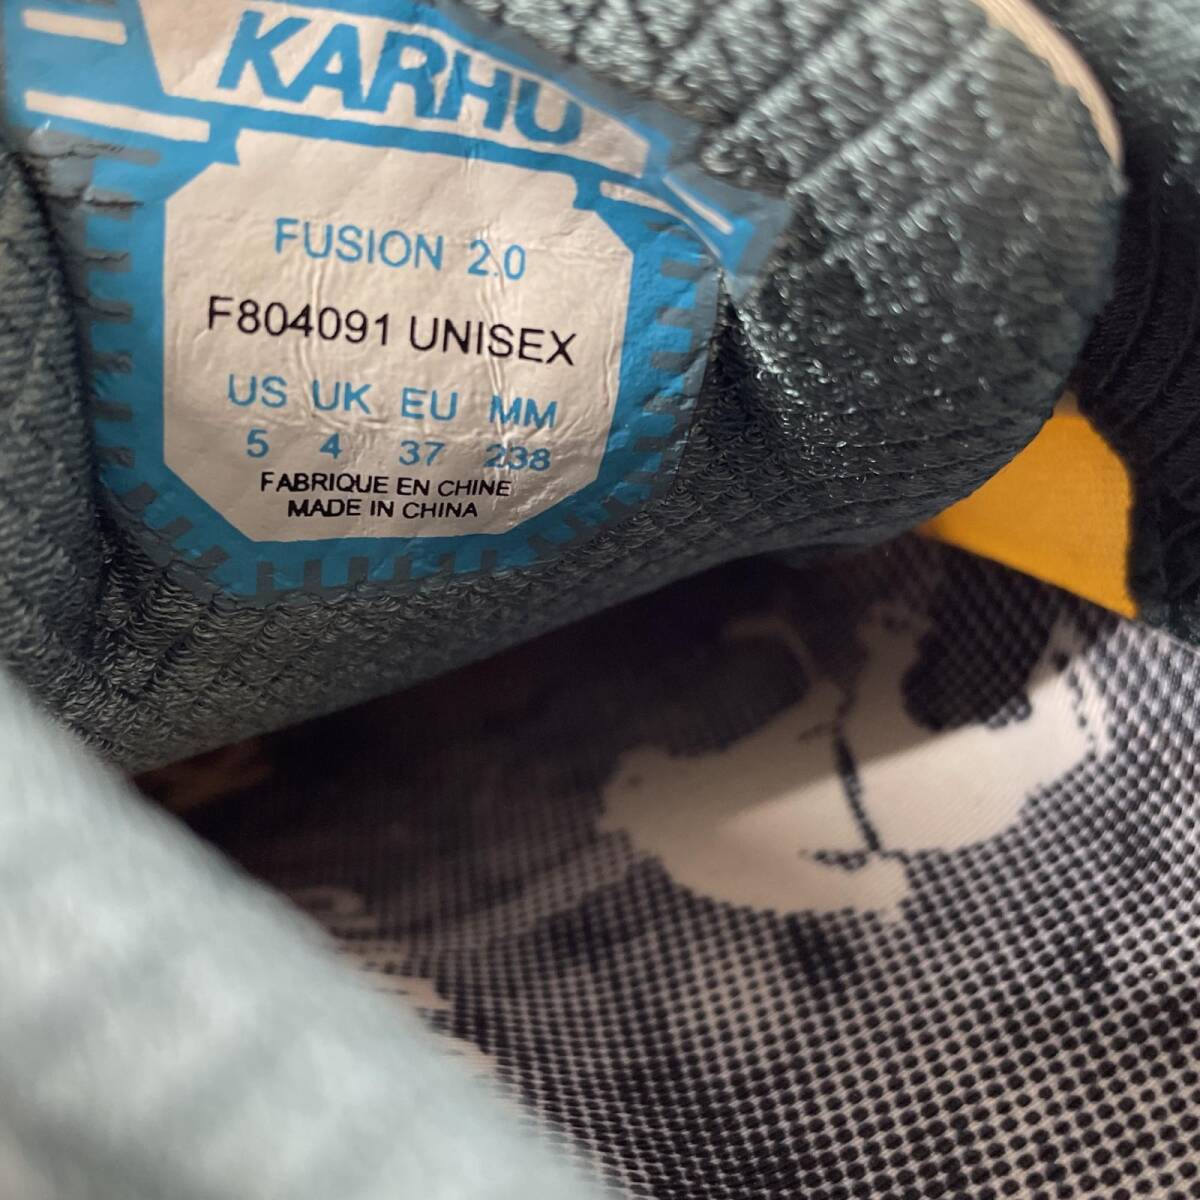 KARHU
FUSION 2.0
F804091 UNISEX
US UK EU MM
5 4 37 238
FABRIQUE EN CHINE
MADE IN CHINA